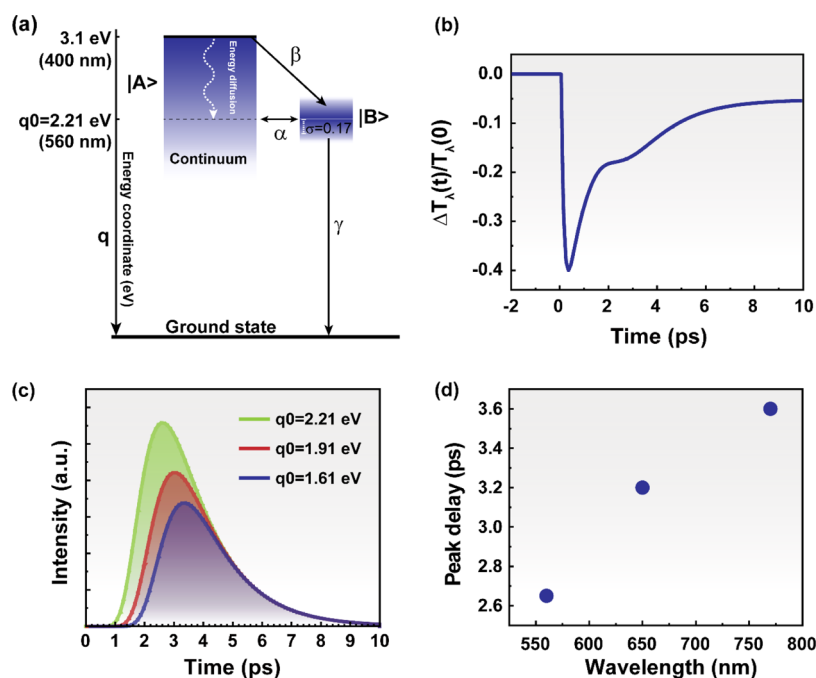 (a)
3.1 eV
(400 nm)
|A>
Energy diffusion
β
q0=2.21 eV
(560 nm)
α
σ=0.17
|B>
Continuum
q
Energy coordinate (eV)
γ
Ground state
(b)
0.0
-0.1
-0.2
-0.3
-0.4
ΔTλ(t)/Tλ(0)
-2 0 2 4 6 8 10
Time (ps)
(c)
q0=2.21 eV
q0=1.91 eV
q0=1.61 eV
Intensity (a.u.)
0 1 2 3 4 5 6 7 8 9 10
Time (ps)
(d)
3.6
3.4
3.2
3.0
2.8
2.6
Peak delay (ps)
550 600 650 700 750 800
Wavelength (nm)